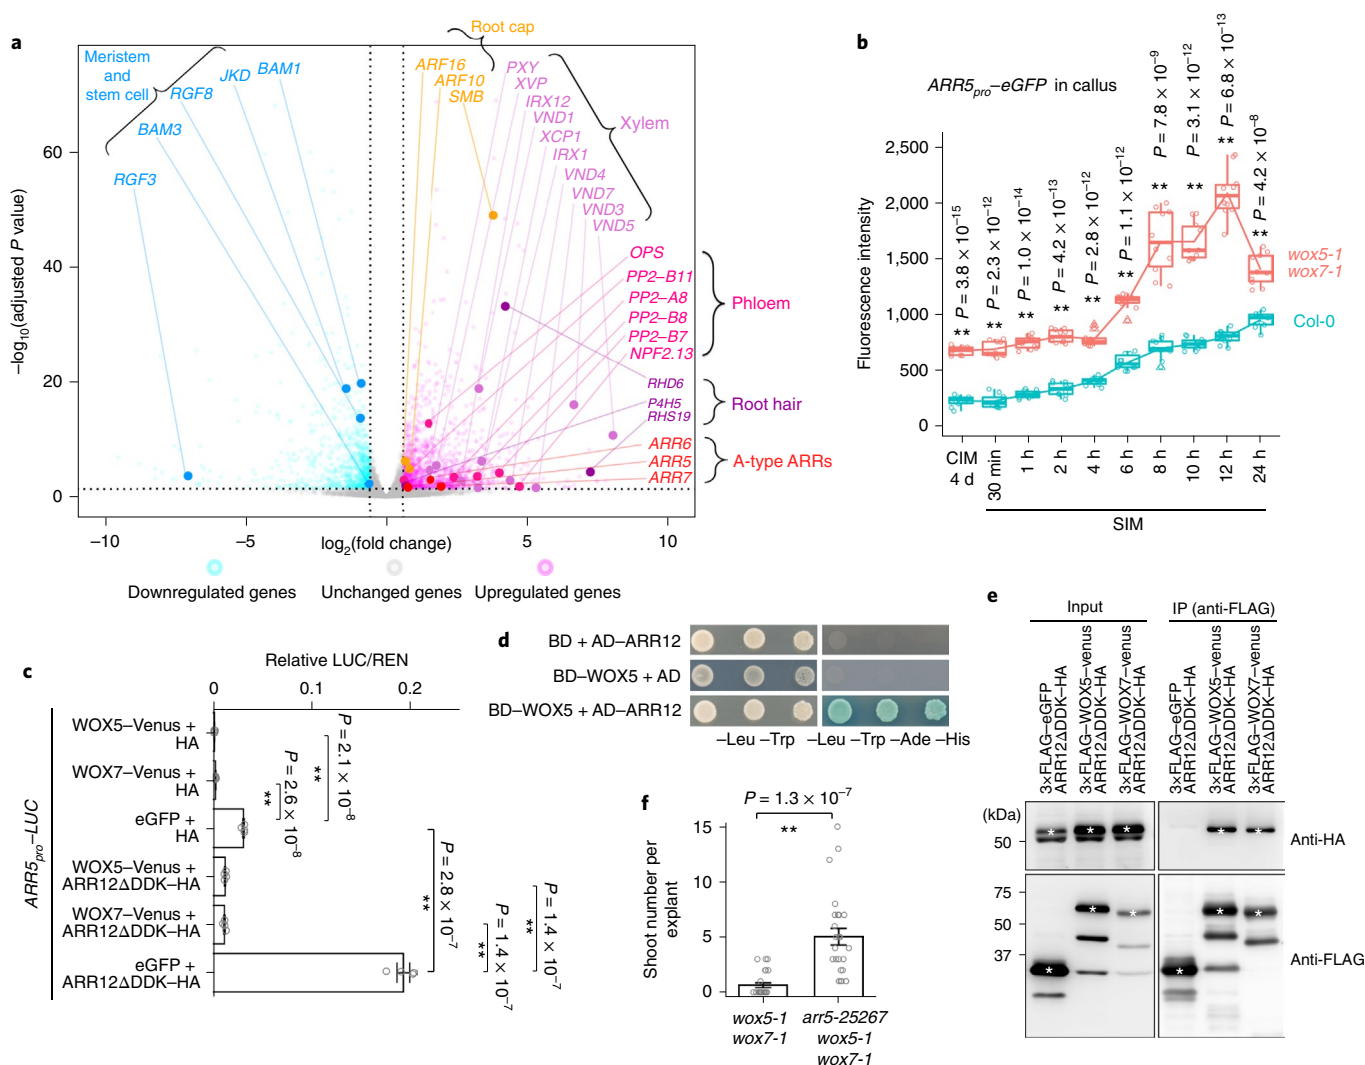 a
Root cap
Meristem
and
stem cell
JKD
BAM1
RGF8
BAM3
RGF3
ARF16
ARF10
SMB
PXY
XVP
IRX12
VND1
XCP1
IRX1
VND4
VND7
VND3
VND5
Xylem
OPS
PP2–B11
PP2–A8
PP2–B8
PP2–B7
NPF2.13
Phloem
RHD6
P4H5
RHS19
Root hair
ARR6
ARR5
ARR7
A-type ARRs
–log10(adjusted P value)
60
40
20
0
–10
–5
log2(fold change)
5
10
Downregulated genes
Unchanged genes
Upregulated genes
b
ARR5pro–eGFP in callus
Fluorescence intensity
2,500
2,000
1,500
1,000
500
0
** P = 3.8 × 10–15
** P = 2.3 × 10–12
** P = 1.0 × 10–14
** P = 4.2 × 10–13
** P = 2.8 × 10–12
** P = 1.1 × 10–12
** P = 7.8 × 10–9
** P = 3.1 × 10–12
** P = 6.8 × 10–13
** P = 4.2 × 10–8
wox5-1
wox7-1
Col-0
CIM
4 d
30 min
1 h
2 h
4 h
6 h
8 h
10 h
12 h
24 h
SIM
c
Relative LUC/REN
0
0.1
0.2
ARR5pro–LUC
WOX5–Venus +
HA
WOX7–Venus +
HA
eGFP +
HA
WOX5–Venus +
ARR12ΔDDK–HA
WOX7–Venus +
ARR12ΔDDK–HA
eGFP +
ARR12ΔDDK–HA
P = 2.1 × 10–8
**
P = 2.6 × 10–8
**
P = 2.8 × 10–7
**
P = 1.4 × 10–7
**
P = 1.4 × 10–7
**
d
BD + AD–ARR12
BD–WOX5 + AD
BD–WOX5 + AD–ARR12
–Leu –Trp
–Leu –Trp –Ade –His
e
Input
IP (anti-FLAG)
3×FLAG–eGFP
ARR12ΔDDK–HA
3×FLAG–WOX5–venus
ARR12ΔDDK–HA
3×FLAG–WOX7–venus
ARR12ΔDDK–HA
3×FLAG–eGFP
ARR12ΔDDK–HA
3×FLAG–WOX5–venus
ARR12ΔDDK–HA
3×FLAG–WOX7–venus
ARR12ΔDDK–HA
(kDa)
50
Anti-HA
75
50
37
Anti-FLAG
f
P = 1.3 × 10–7
**
Shoot number per
explant
15
10
5
0
wox5-1
wox7-1
arr5-25267
wox5-1
wox7-1